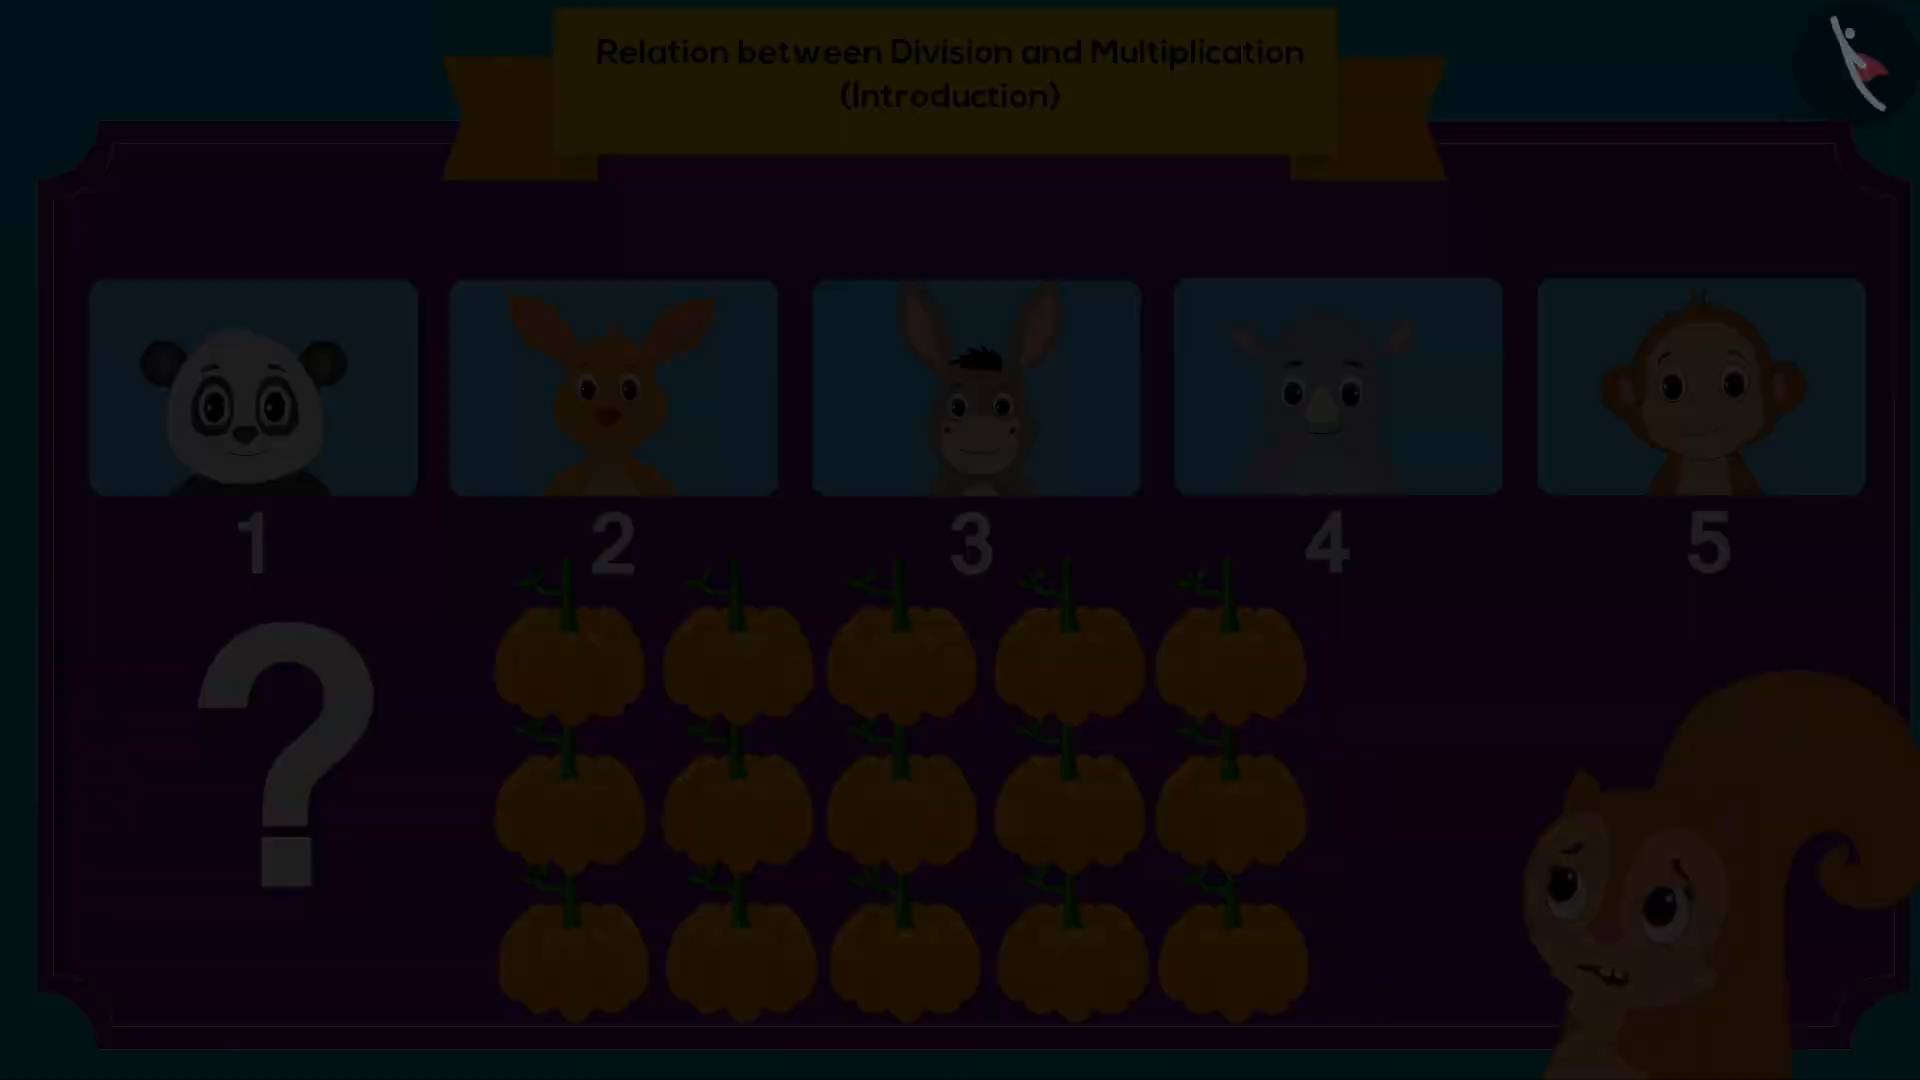 Relation between Division and Multiplication
(Introduction)
1 2 3 4 5
?